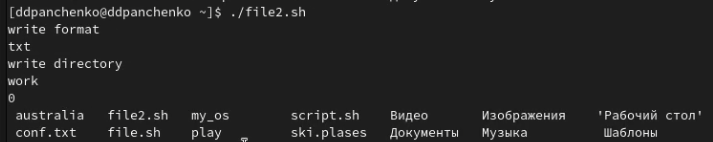 [ddpanchenko@ddpanchenko ~]$ ./file2.sh
write format
txt
write directory
work
0
australia file2.sh my_os script.sh Видео Изображения 'Рабочий стол'
conf.txt file.sh play ski.plases Документы Музыка Шаблоны